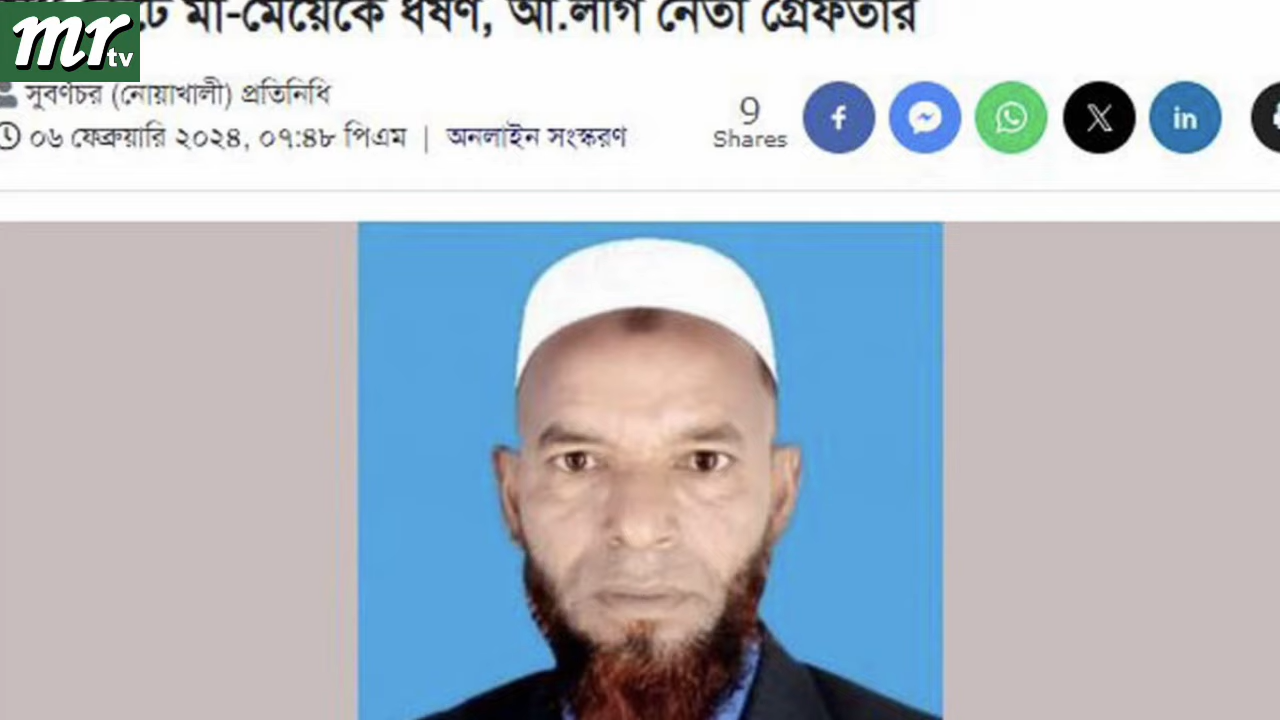 মা-মেয়েকে ধর্ষণ, আ.লীগ নেতা গ্রেফতার
mr tv
সুবর্ণচর (নোয়াখালী) প্রতিনিধি
০৬ ফেব্রুয়ারি ২০২৪, ০৭:৪৮ পিএম | অনলাইন সংস্করণ
9
Shares